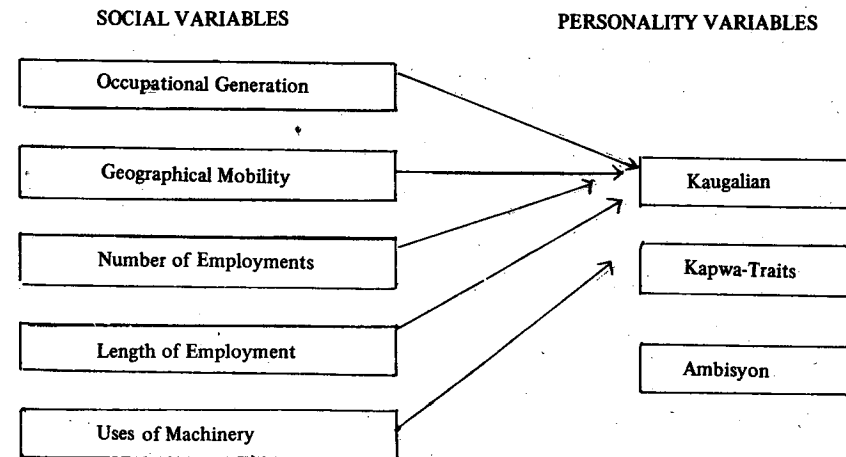 SOCIAL VARIABLES
PERSONALITY VARIABLES
Occupational Generation
Geographical Mobility
Kaugalian
Number of Employments
Kapwa-Traits
Length of Employment
Ambisyon
Uses of Machinery